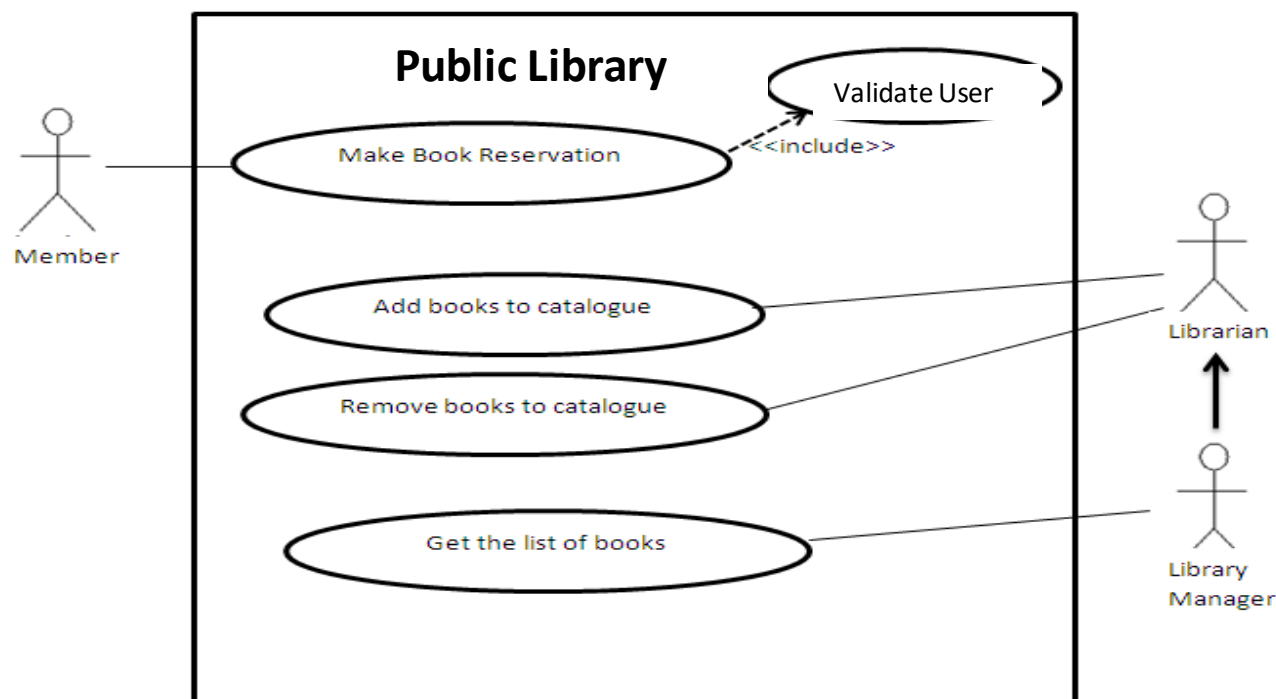 Public Library
Validate User
<<include>>
Make Book Reservation
Member
Add books to catalogue
Librarian
Remove books to catalogue
Get the list of books
Library
Manager